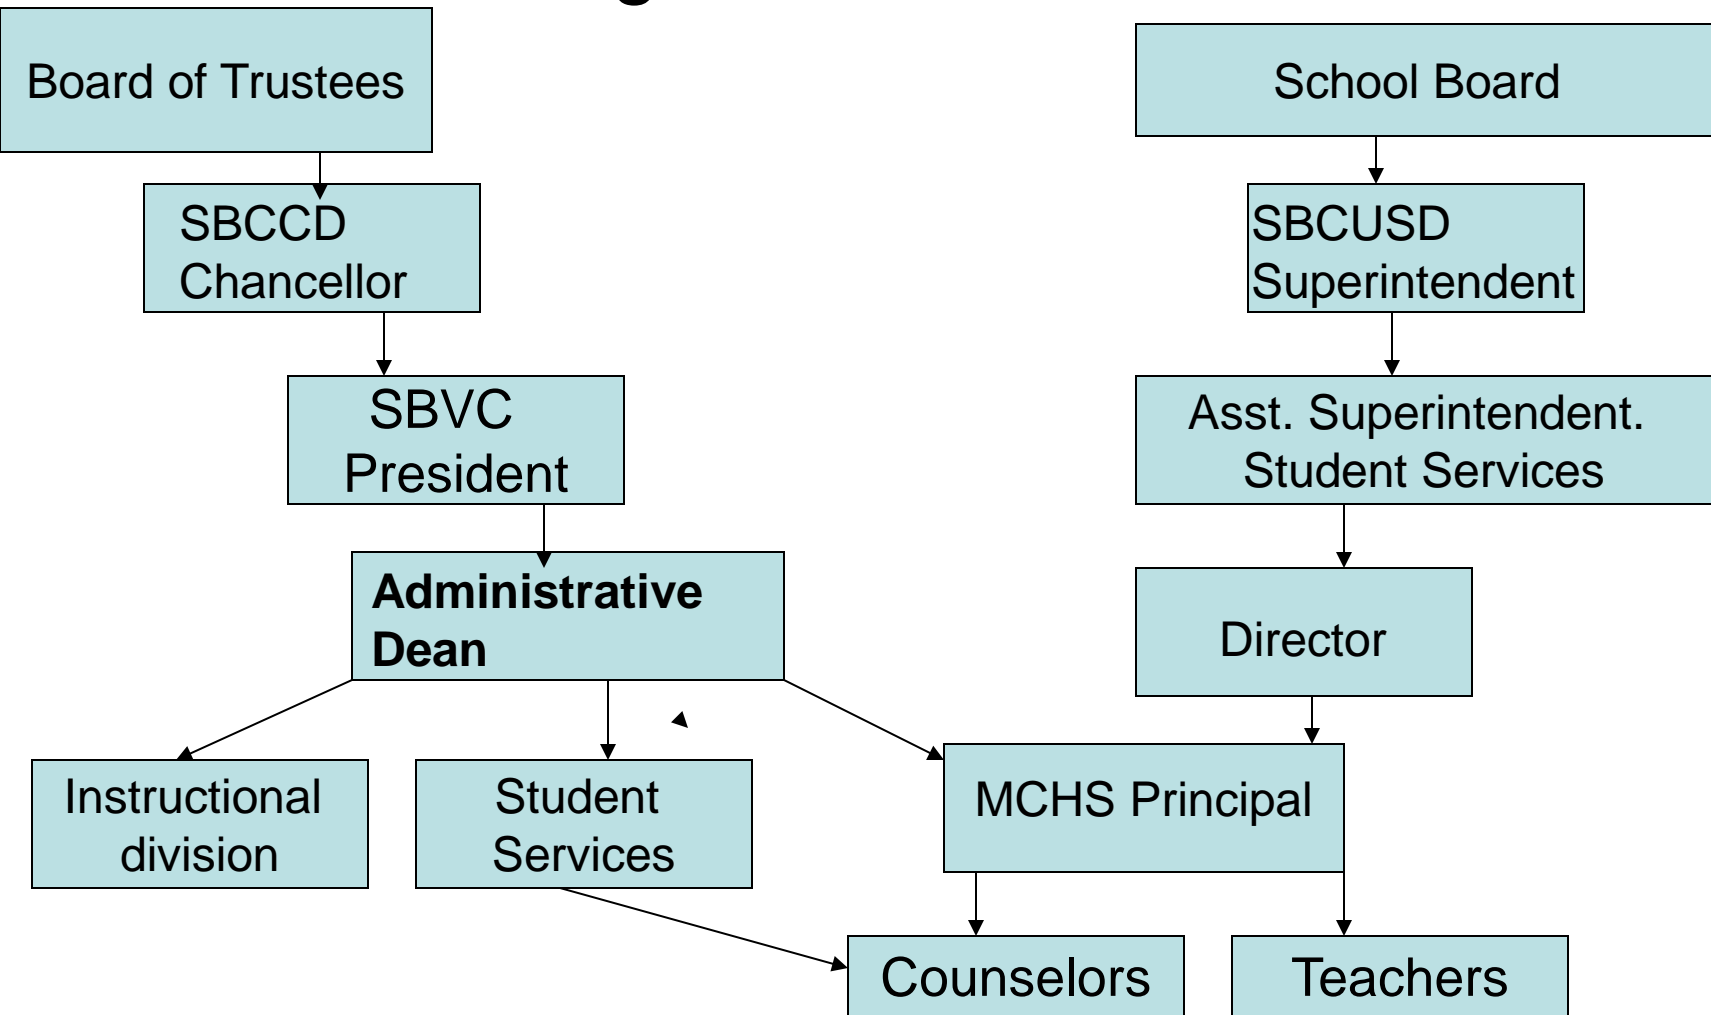 Board of Trustees
School Board
SBCCD
Chancellor
SBCUSD
Superintendent
SBVC
President
Asst. Superintendent.
Student Services
Administrative
Dean
Director
Instructional
division
Student
Services
MCHS Principal
Counselors
Teachers